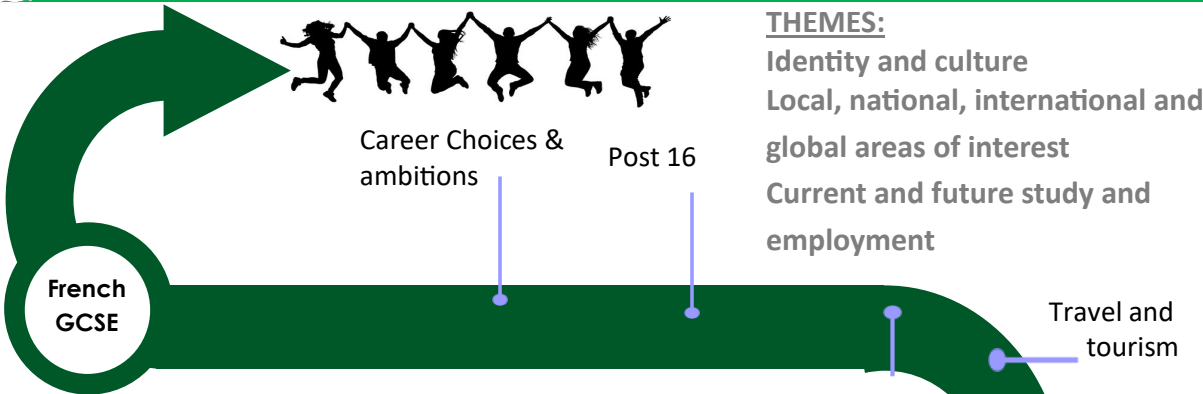 THEMES:
Identity and culture
Local, national, international and
global areas of interest
Current and future study and
employment
Career Choices &
ambitions
Post 16
French
GCSE
Travel and
tourism